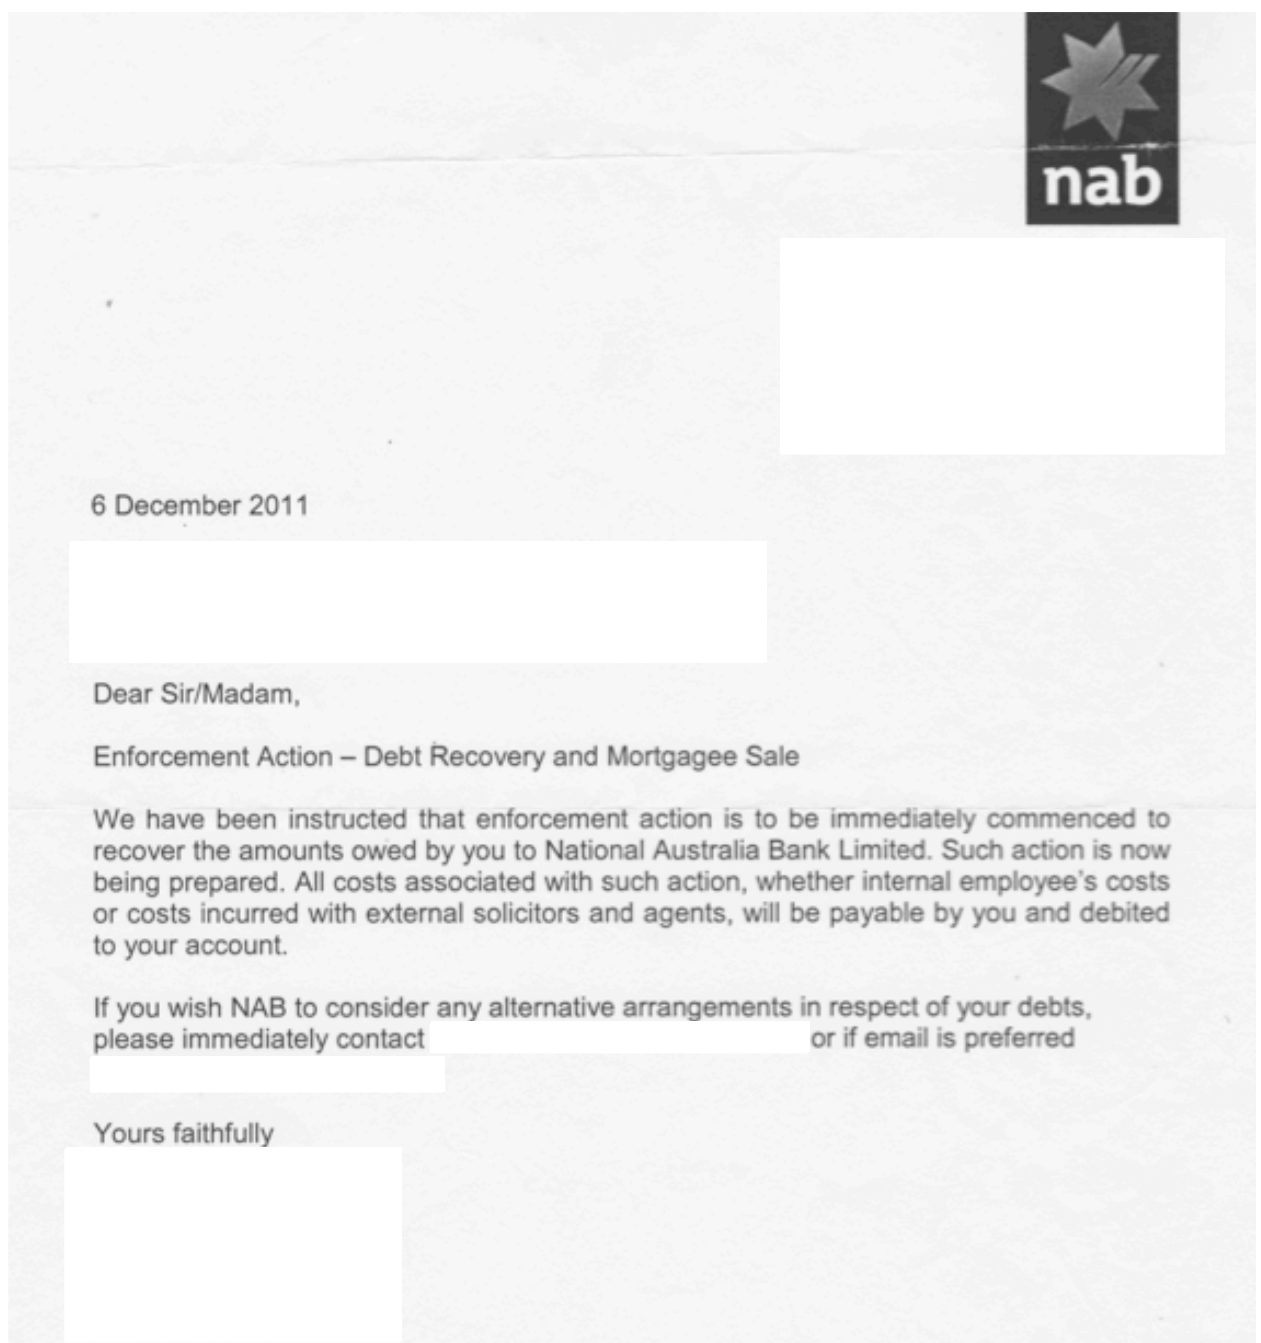 nab
6 December 2011
Dear Sir/Madam,
Enforcement Action – Debt Recovery and Mortgagee Sale
We have been instructed that enforcement action is to be immediately commenced to
recover the amounts owed by you to National Australia Bank Limited. Such action is now
being prepared. All costs associated with such action, whether internal employee's costs
or costs incurred with external solicitors and agents, will be payable by you and debited
to your account.
If you wish NAB to consider any alternative arrangements in respect of your debts,
please immediately contact or if email is preferred
Yours faithfully